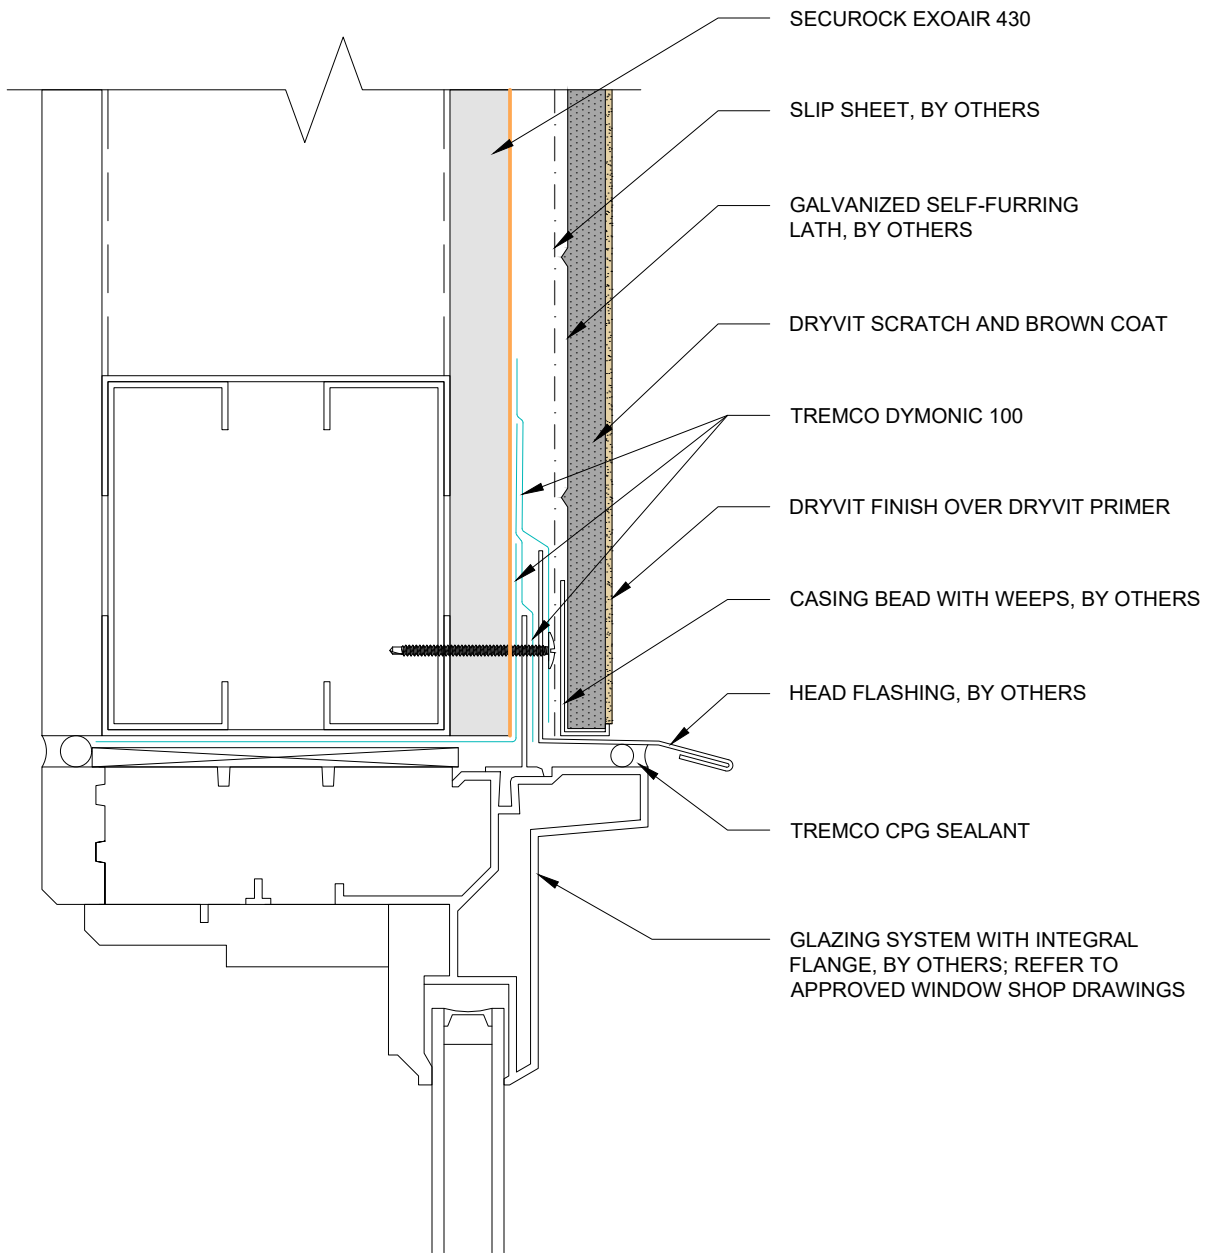 SECUROCK EXOAIR 430
SLIP SHEET, BY OTHERS
GALVANIZED SELF-FURRING
LATH, BY OTHERS
DRYVIT SCRATCH AND BROWN COAT
TREMCO DYMONIC 100
DRYVIT FINISH OVER DRYVIT PRIMER
CASING BEAD WITH WEEPS, BY OTHERS
HEAD FLASHING, BY OTHERS
TREMCO CPG SEALANT
GLAZING SYSTEM WITH INTEGRAL
FLANGE, BY OTHERS; REFER TO
APPROVED WINDOW SHOP DRAWINGS